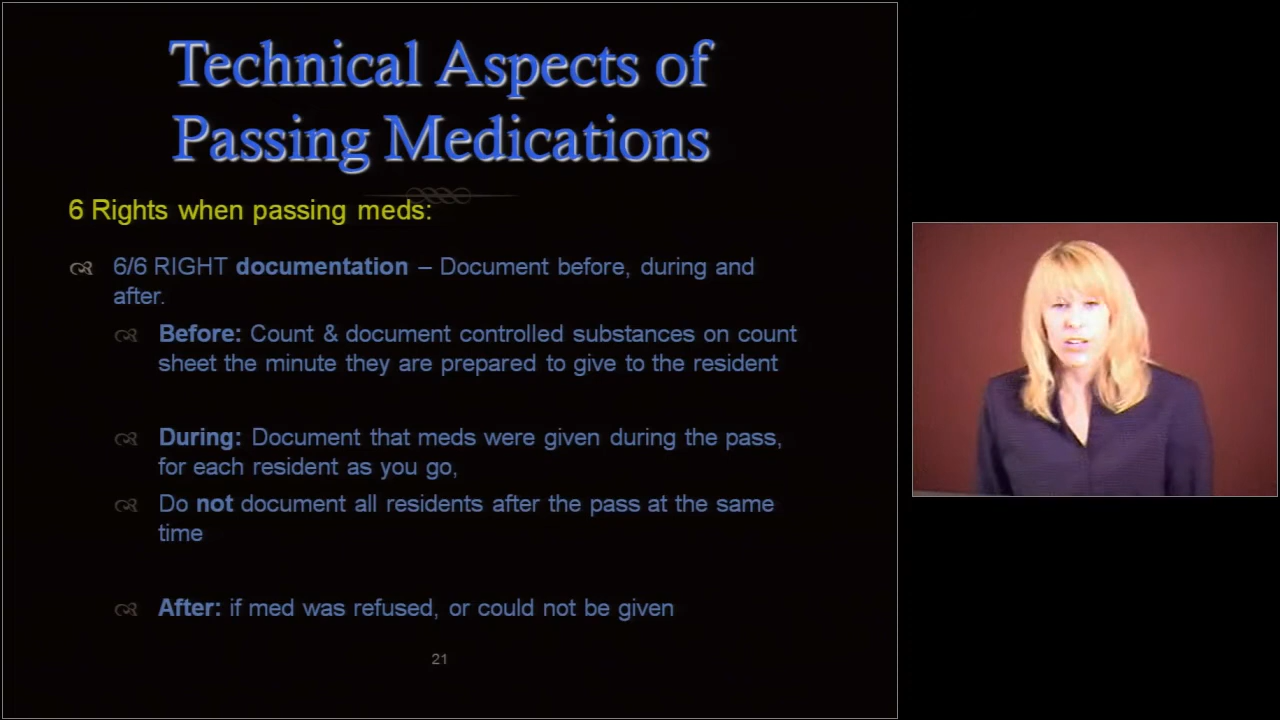 Technical Aspects of
Passing Medications
6 Rights when passing meds:
6/6 RIGHT documentation – Document before, during and
after.
Before: Count & document controlled substances on count
sheet the minute they are prepared to give to the resident
During: Document that meds were given during the pass,
for each resident as you go,
Do not document all residents after the pass at the same
time
After: if med was refused, or could not be given
21